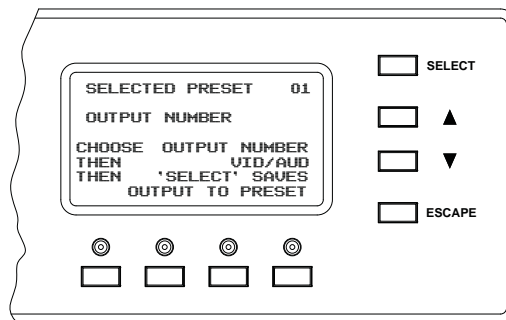 SELECTED PRESET 01
OUTPUT NUMBER
CHOOSE OUTPUT NUMBER
THEN VID/AUD
THEN 'SELECT' SAVES
OUTPUT TO PRESET
SELECT
▲
▼
ESCAPE